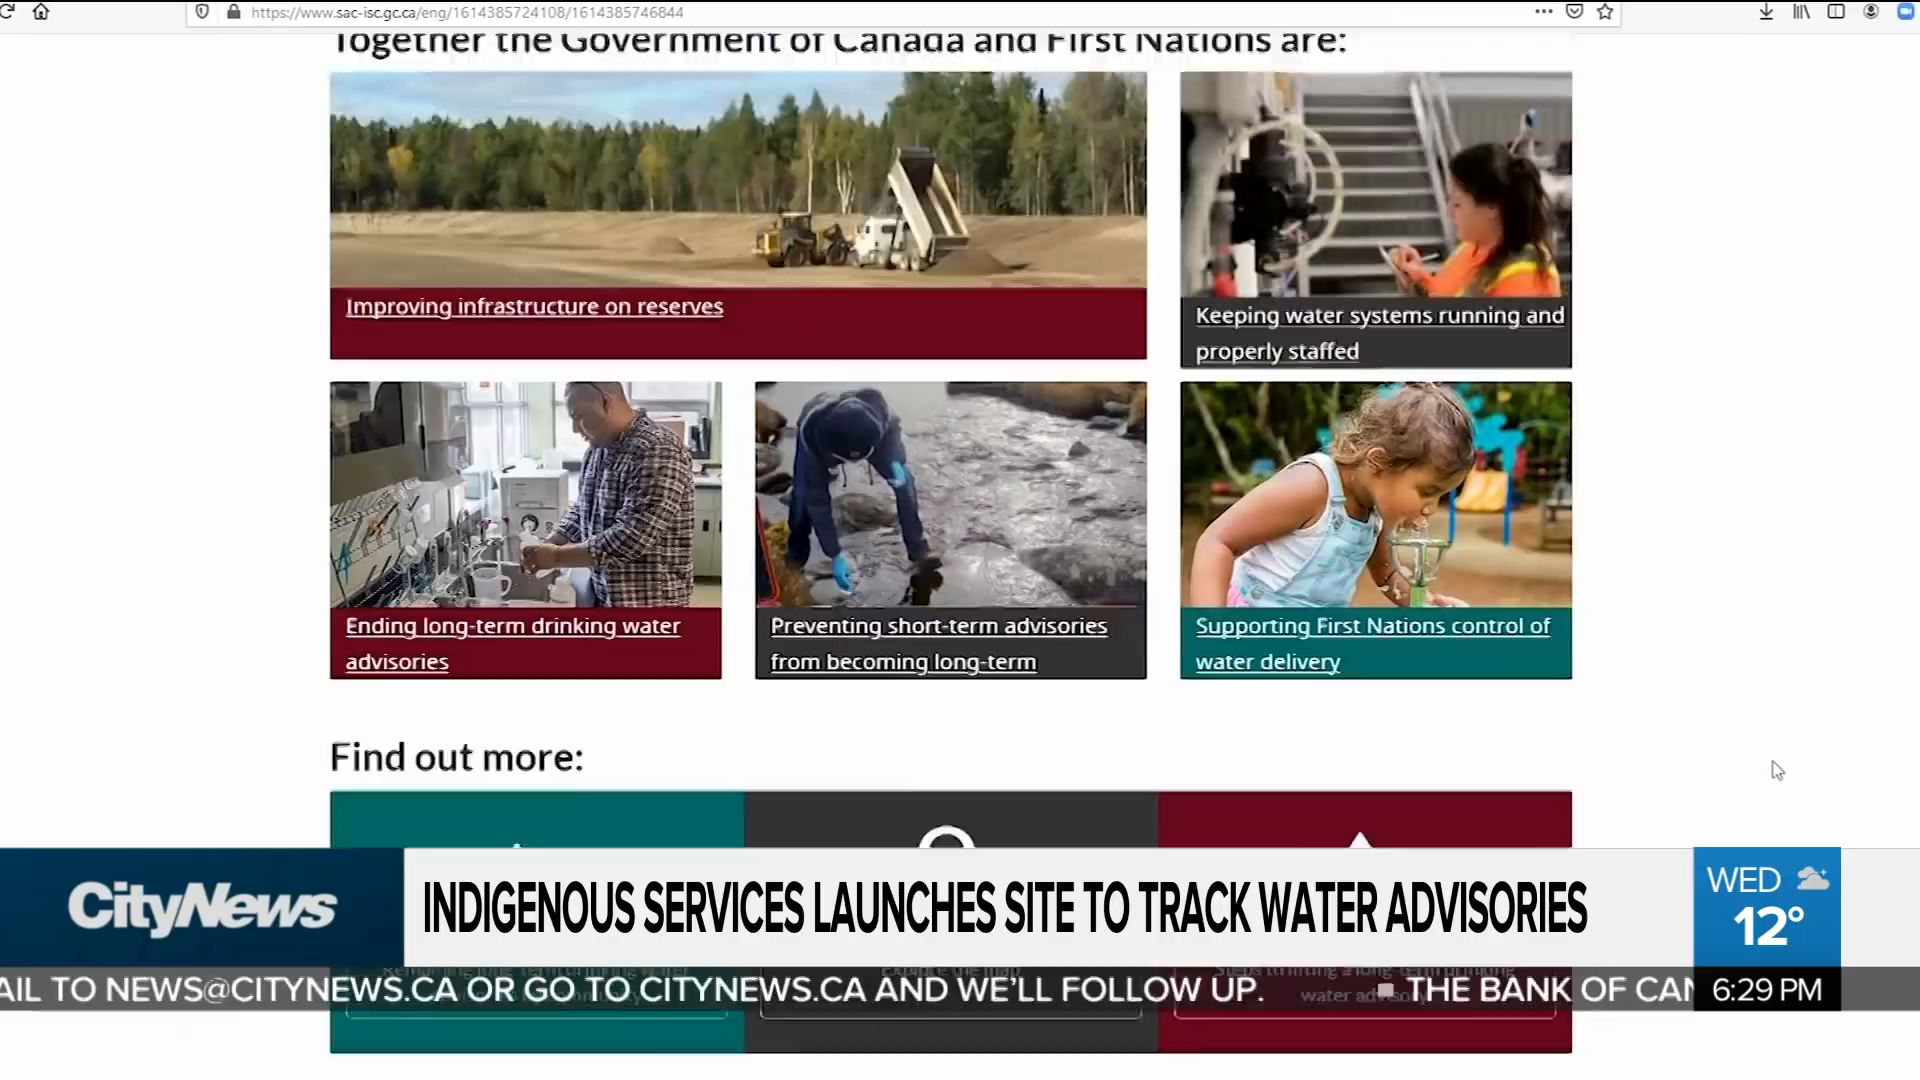 https://www.sac-isc.gc.ca/eng/1614385724108/1614385746844
Together the Government of Canada and First Nations are:
Improving infrastructure on reserves
Keeping water systems running and
properly staffed
Ending long-term drinking water
advisories
Preventing short-term advisories
from becoming long-term
Supporting First Nations control of
water delivery
Find out more:
CityNews
INDIGENOUS SERVICES LAUNCHES SITE TO TRACK WATER ADVISORIES
WED
12°
AIL TO NEWS@CITYNEWS.CA OR GO TO CITYNEWS.CA AND WE'LL FOLLOW UP.
THE BANK OF CAN
6:29 PM